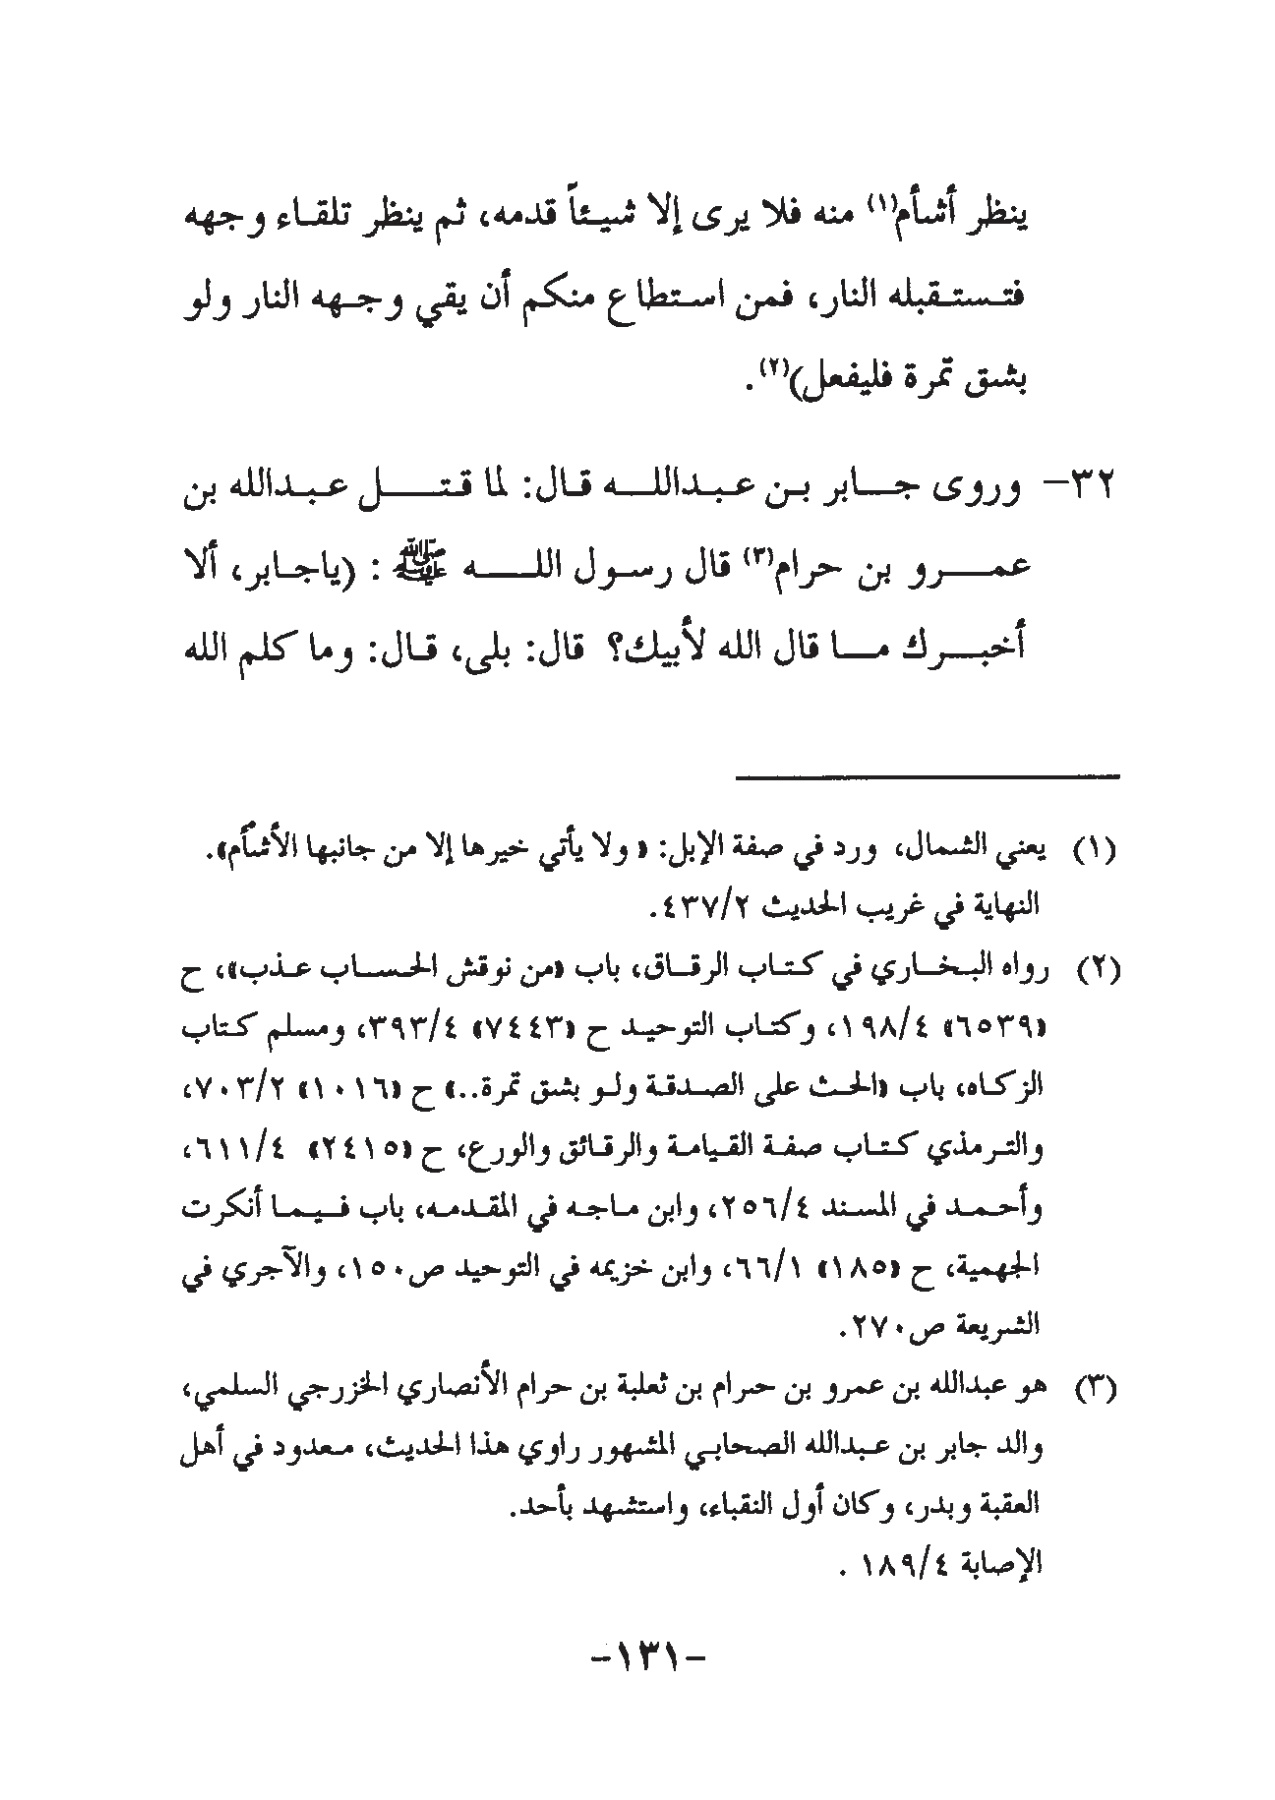 ينظر أشأم(١) منه فلا يرى إلا شيئاً قدمه، ثم ينظر تلقاء وجهه
فتستقبله النار، فمن استطاع منكم أن يقي وجهه النار ولو
بشق تمرة فليفعل)(٢).
٣٢- وروى جابر بن عبدالله قال: لما قتل عبدالله بن
عمرو بن حرام(٣) قال رسول الله ﷺ : (ياجابر، ألا
أخبرك ما قال الله لأبيك؟ قال: بلى، قال: وما كلم الله
(١) يعني الشمال، ورد في صفة الإبل: « ولا يأتي خيرها إلا من جانبها الأشأم».
النهاية في غريب الحديث ٤٣٧/٢.
(٢) رواه البخاري في كتاب الرقاق، باب «من نوقش الحساب عذب»، ح
«٦٥٣٩» ١٩٨/٤، وكتاب التوحيد ح «٧٤٤٣» ٣٩٣/٤، ومسلم كتاب
الزكاه، باب «الحث على الصدقة ولو بشق تمرة..» ح «١٠١٦» ٧٠٣/٢،
والترمذي كتاب صفة القيامة والرقائق والورع، ح «٢٤١٥» ٦١١/٤،
وأحمد في المسند ٢٥٦/٤، وابن ماجه في المقدمه، باب فيما أنكرت
الجهمية، ح «١٨٥» ٦٦/١، وابن خزيمه في التوحيد ص١٥٠، والآجري في
الشريعة ص٢٧٠.
(٣) هو عبدالله بن عمرو بن حرام بن ثعلبة بن حرام الأنصاري الخزرجي السلمي،
والد جابر بن عبدالله الصحابي المشهور راوي هذا الحديث، معدود في أهل
العقبة وبدر، وكان أول النقباء، واستشهد بأحد.
الإصابة ١٨٩/٤ .
-١٣١-